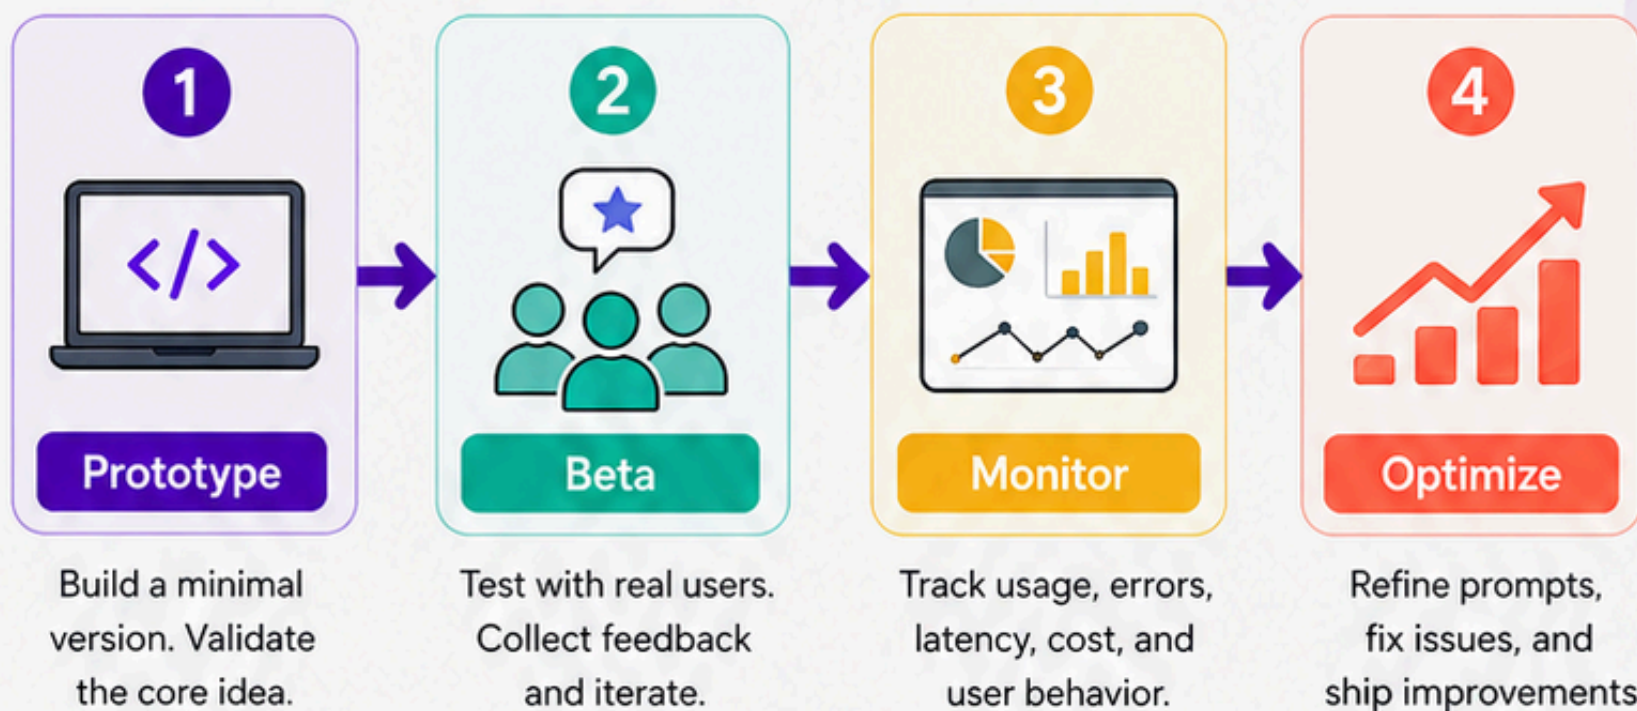 1
Prototype
Build a minimal
version. Validate
the core idea.
2
Beta
Test with real users.
Collect feedback
and iterate.
3
Monitor
Track usage, errors,
latency, cost, and
user behavior.
4
Optimize
Refine prompts,
fix issues, and
ship improvements